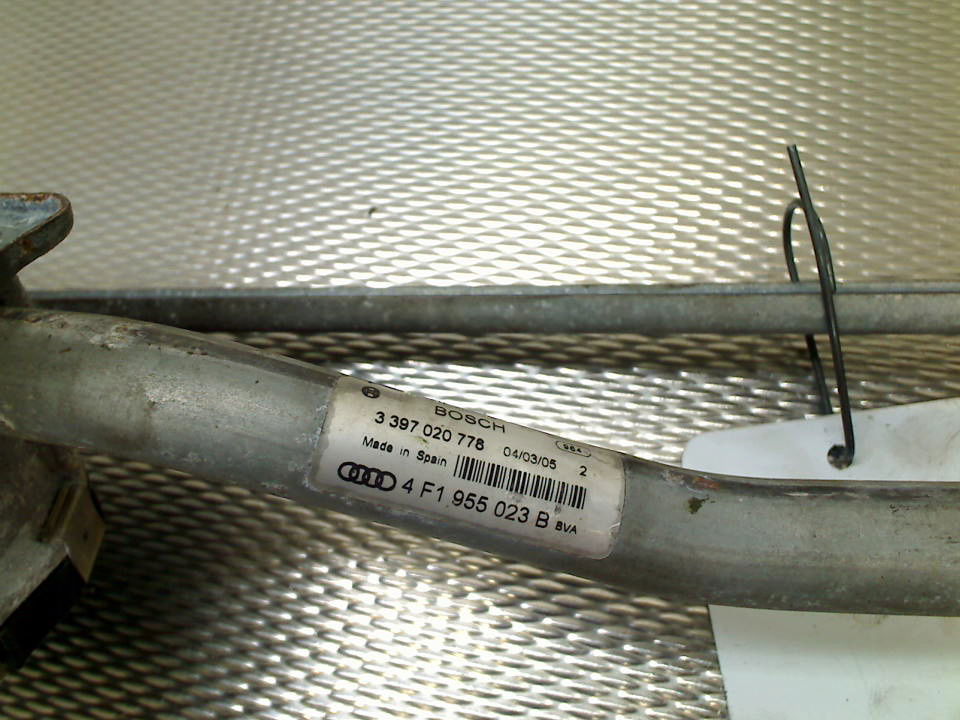 BOSCH
3 397 020 778 04/03/05 2
Made in Spain
4 F1 955 023 B BVA